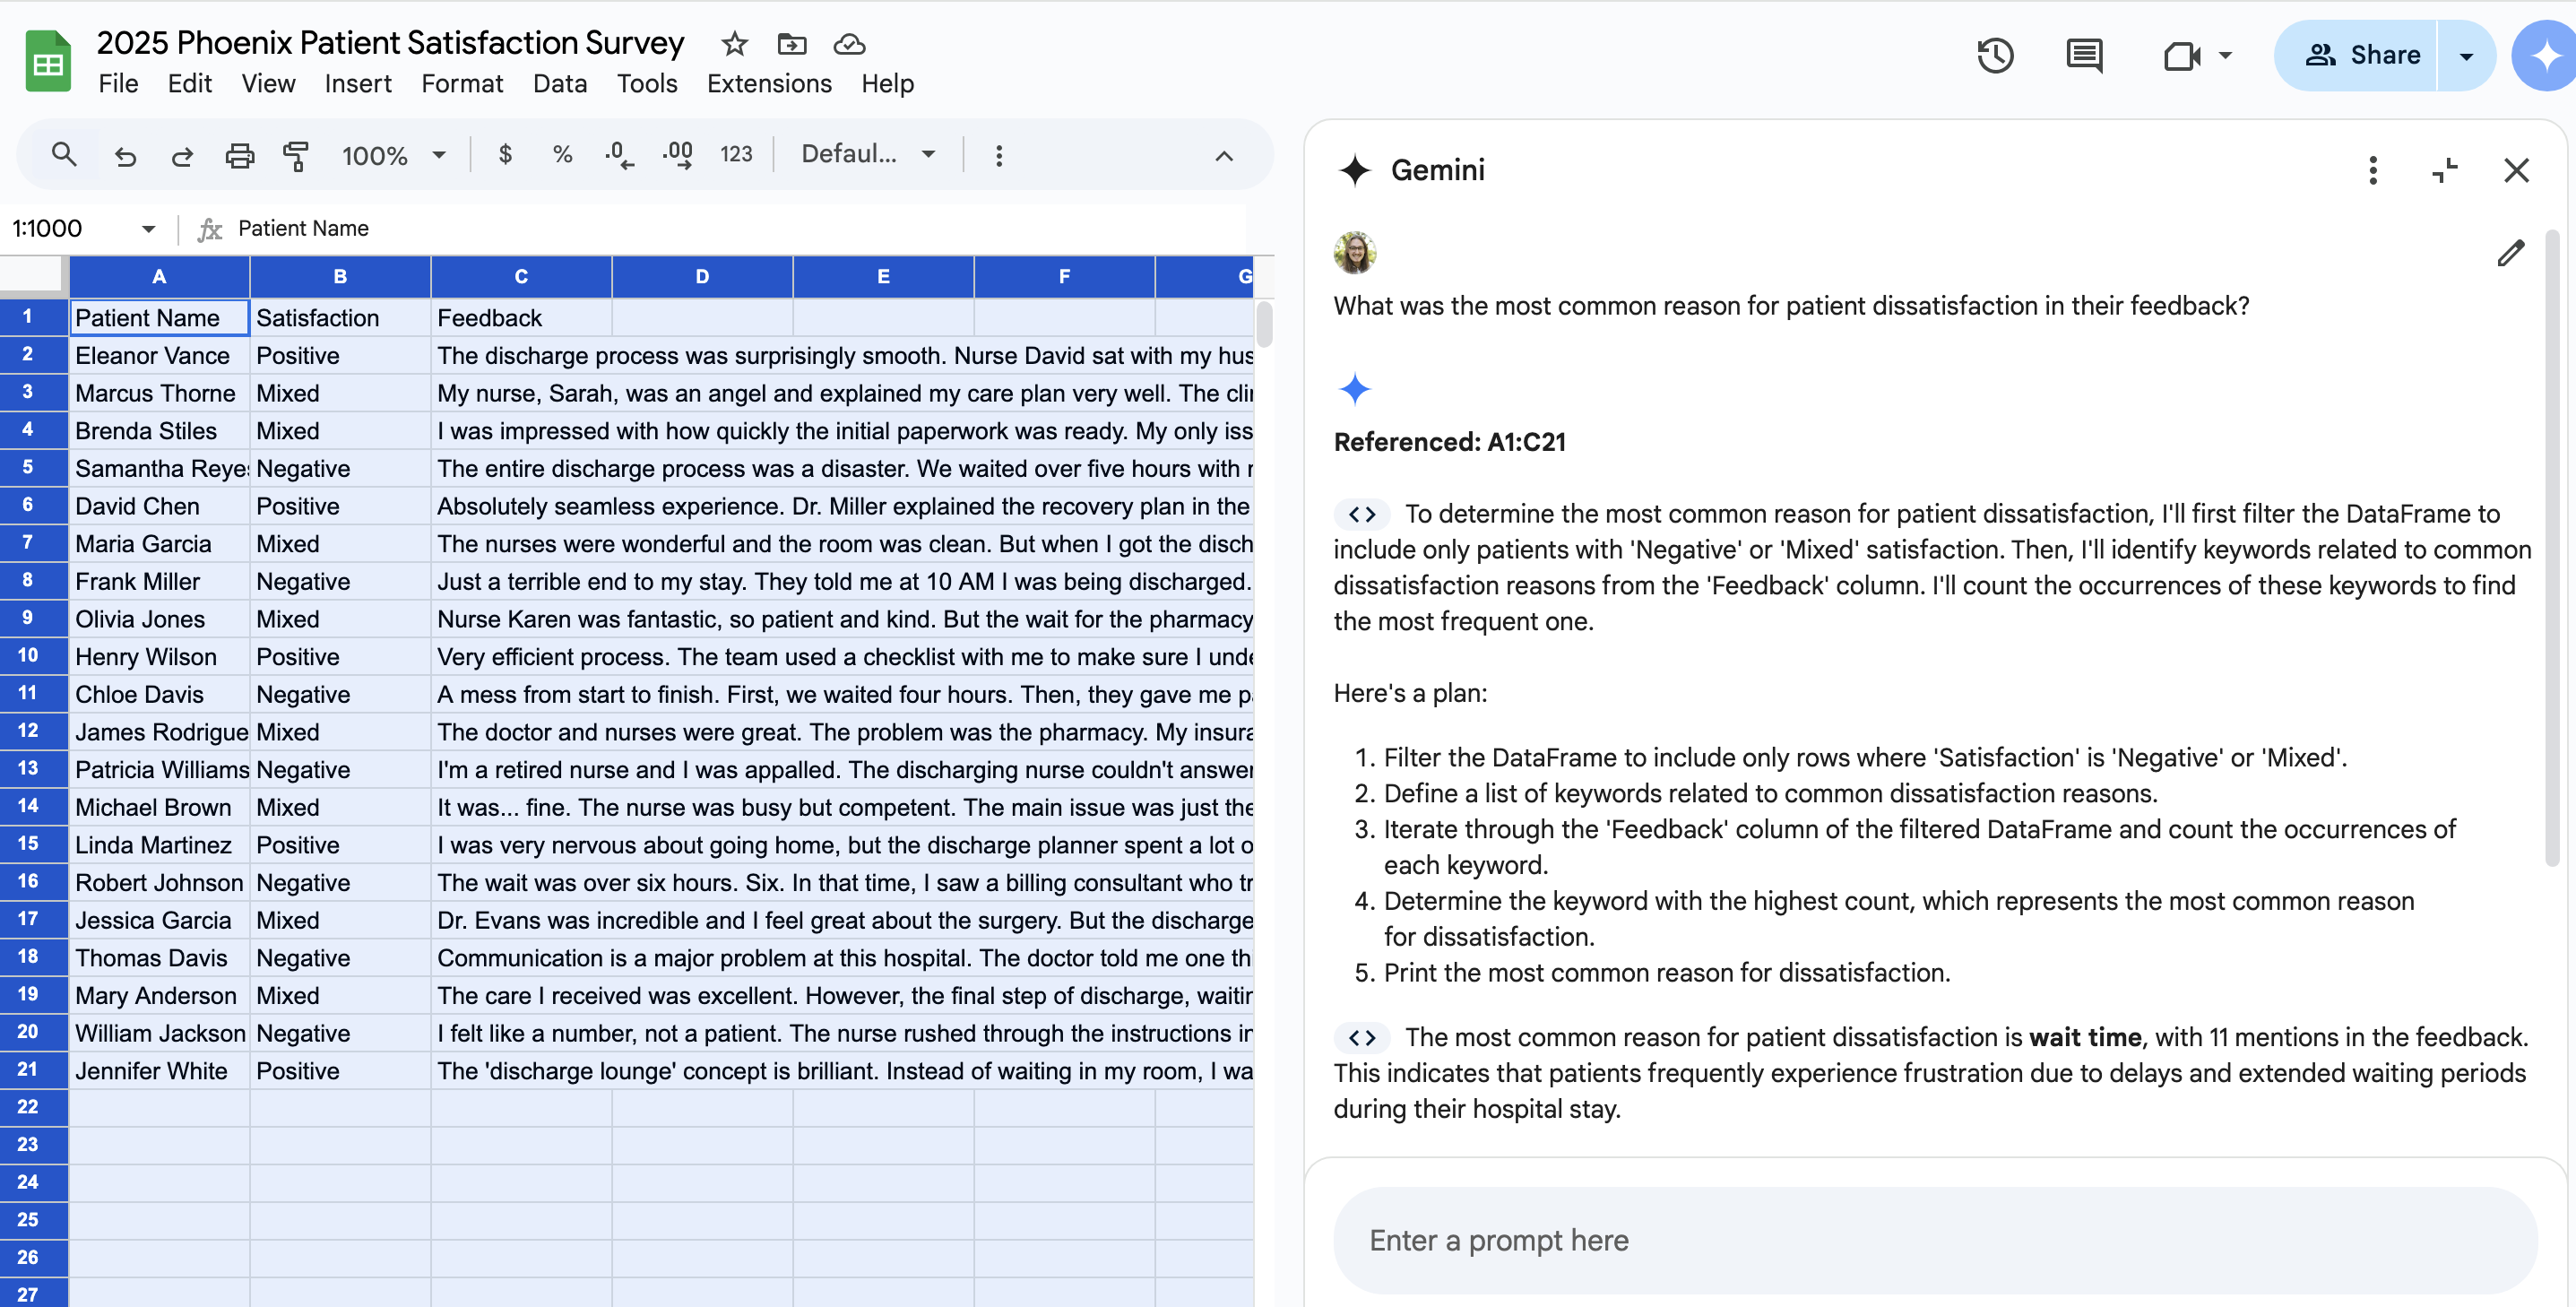 2025 Phoenix Patient Satisfaction Survey
File Edit View Insert Format Data Tools Extensions Help
Share
100% $ % .0 .00 123 Defaul...
1:1000 fx Patient Name
A B C D E F G
1 Patient Name Satisfaction Feedback
2 Eleanor Vance Positive The discharge process was surprisingly smooth. Nurse David sat with my hus
3 Marcus Thorne Mixed My nurse, Sarah, was an angel and explained my care plan very well. The cli
4 Brenda Stiles Mixed I was impressed with how quickly the initial paperwork was ready. My only iss
5 Samantha Reyes Negative The entire discharge process was a disaster. We waited over five hours with
6 David Chen Positive Absolutely seamless experience. Dr. Miller explained the recovery plan in the
7 Maria Garcia Mixed The nurses were wonderful and the room was clean. But when I got the disch
8 Frank Miller Negative Just a terrible end to my stay. They told me at 10 AM I was being discharged.
9 Olivia Jones Mixed Nurse Karen was fantastic, so patient and kind. But the wait for the pharmacy
10 Henry Wilson Positive Very efficient process. The team used a checklist with me to make sure I unde
11 Chloe Davis Negative A mess from start to finish. First, we waited four hours. Then, they gave me p
12 James Rodrigue Mixed The doctor and nurses were great. The problem was the pharmacy. My insura
13 Patricia Williams Negative I'm a retired nurse and I was appalled. The discharging nurse couldn't answer
14 Michael Brown Mixed It was... fine. The nurse was busy but competent. The main issue was just the
15 Linda Martinez Positive I was very nervous about going home, but the discharge planner spent a lot o
16 Robert Johnson Negative The wait was over six hours. Six. In that time, I saw a billing consultant who tr
17 Jessica Garcia Mixed Dr. Evans was incredible and I feel great about the surgery. But the discharge
18 Thomas Davis Negative Communication is a major problem at this hospital. The doctor told me one th
19 Mary Anderson Mixed The care I received was excellent. However, the final step of discharge, waitin
20 William Jackson Negative I felt like a number, not a patient. The nurse rushed through the instructions in
21 Jennifer White Positive The 'discharge lounge' concept is brilliant. Instead of waiting in my room, I wa
22
23
24
25
26
27
Gemini
What was the most common reason for patient dissatisfaction in their feedback?
Referenced: A1:C21
<> To determine the most common reason for patient dissatisfaction, I'll first filter the DataFrame to
include only patients with 'Negative' or 'Mixed' satisfaction. Then, I'll identify keywords related to common
dissatisfaction reasons from the 'Feedback' column. I'll count the occurrences of these keywords to find
the most frequent one.
Here's a plan:
1. Filter the DataFrame to include only rows where 'Satisfaction' is 'Negative' or 'Mixed'.
2. Define a list of keywords related to common dissatisfaction reasons.
3. Iterate through the 'Feedback' column of the filtered DataFrame and count the occurrences of
each keyword.
4. Determine the keyword with the highest count, which represents the most common reason
for dissatisfaction.
5. Print the most common reason for dissatisfaction.
<> The most common reason for patient dissatisfaction is wait time, with 11 mentions in the feedback.
This indicates that patients frequently experience frustration due to delays and extended waiting periods
during their hospital stay.
Enter a prompt here